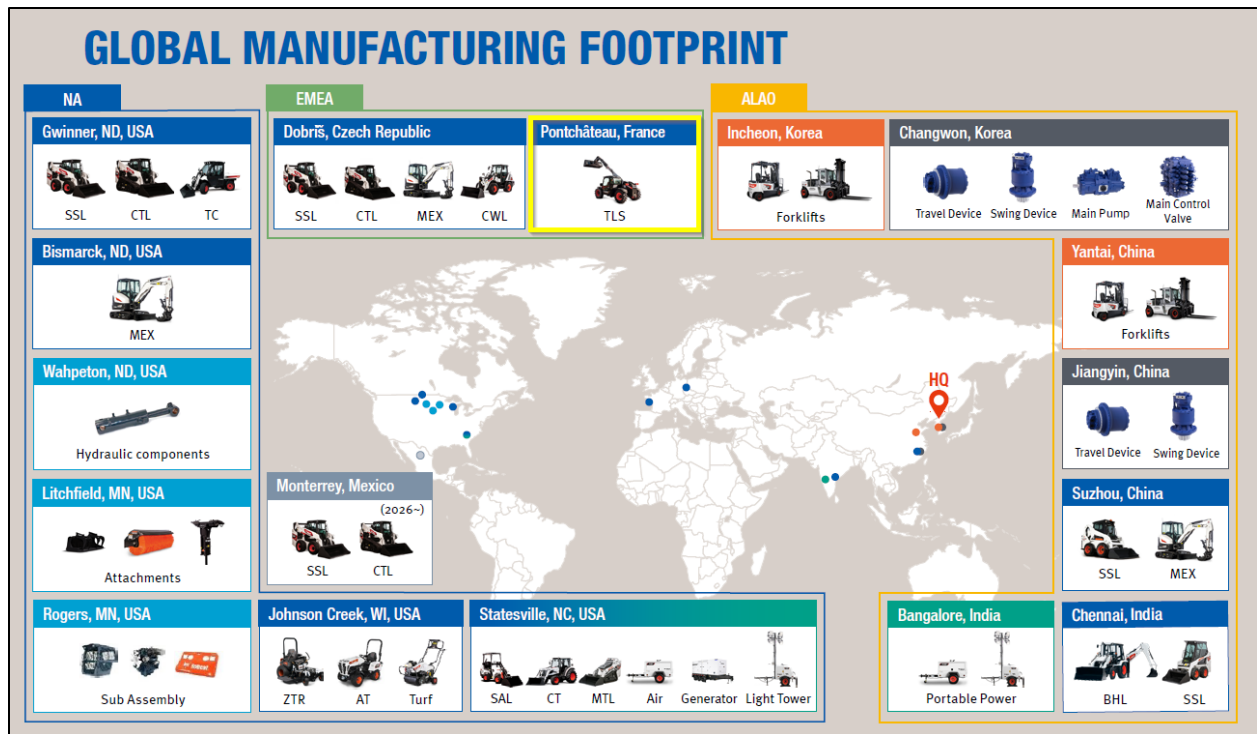 GLOBAL MANUFACTURING FOOTPRINT
NA
Gwinner, ND, USA
SSL
CTL
TC
Bismarck, ND, USA
MEX
Wahpeton, ND, USA
Hydraulic components
Litchfield, MN, USA
Attachments
Rogers, MN, USA
Sub Assembly
Johnson Creek, WI, USA
ZTR
AT
Turf
Statesville, NC, USA
SAL
CT
MTL
Air
Generator
Light Tower
Monterrey, Mexico
(2026~)
SSL
CTL
EMEA
Dobříš, Czech Republic
SSL
CTL
MEX
CWL
Pontchâteau, France
TLS
ALAO
Incheon, Korea
Forklifts
Changwon, Korea
Travel Device
Swing Device
Main Pump
Main Control
Valve
Yantai, China
Forklifts
Jiangyin, China
Travel Device
Swing Device
Suzhou, China
SSL
MEX
Bangalore, India
Portable Power
Chennai, India
BHL
SSL
HQ